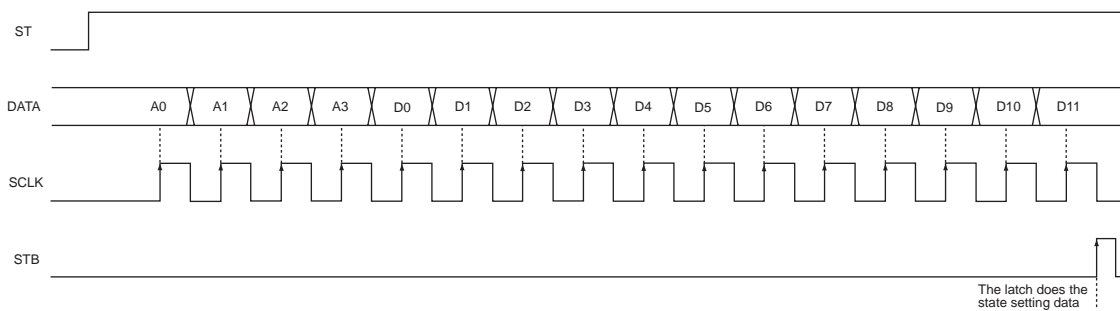 ST
DATA A0 A1 A2 A3 D0 D1 D2 D3 D4 D5 D6 D7 D8 D9 D10 D11
SCLK
STB
The latch does the
state setting data